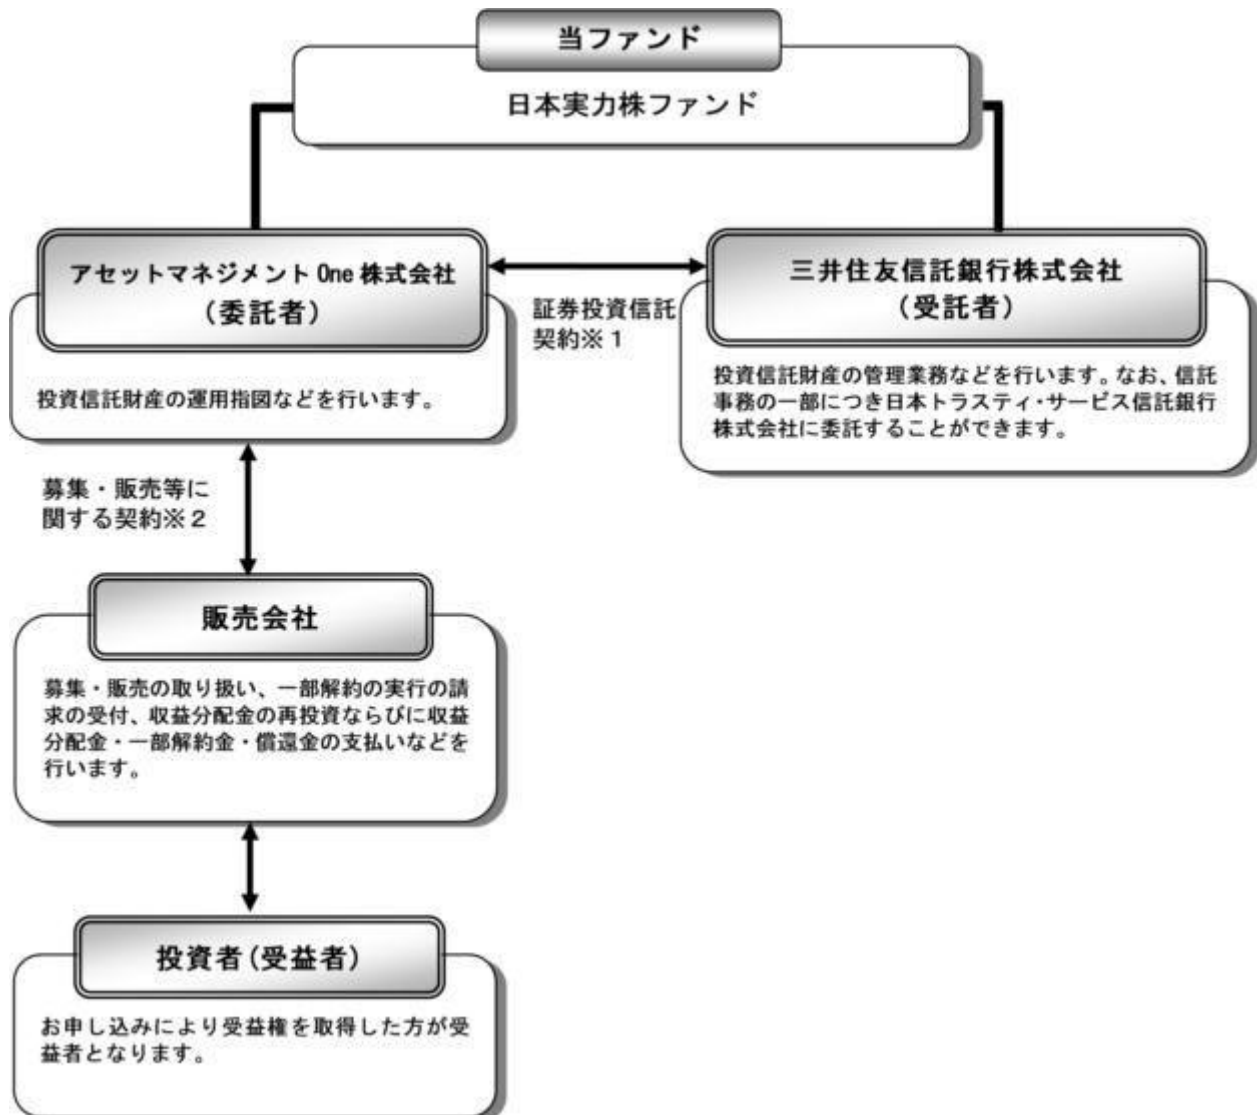 当ファンド
日本実力株ファンド
アセットマネジメント One 株式会社
（委託者）
投資信託財産の運用指図などを行います。
証券投資信託
契約※１
三井住友信託銀行株式会社
（受託者）
投資信託財産の管理業務などを行います。なお、信託
事務の一部につき日本トラスティ・サービス信託銀行
株式会社に委託することができます。
募集・販売等に
関する契約※２
販売会社
募集・販売の取り扱い、一部解約の実行の請
求の受付、収益分配金の再投資ならびに収益
分配金・一部解約金・償還金の支払いなどを
行います。
投資者(受益者)
お申し込みにより受益権を取得した方が受
益者となります。